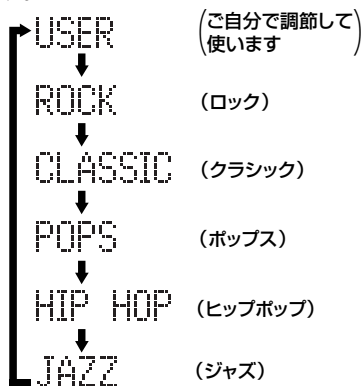 USER
(ご自分で調節して
使います)
ROCK (ロック)
CLASSIC (クラシック)
POPS (ポップス)
HIP HOP (ヒップポップ)
JAZZ (ジャズ)